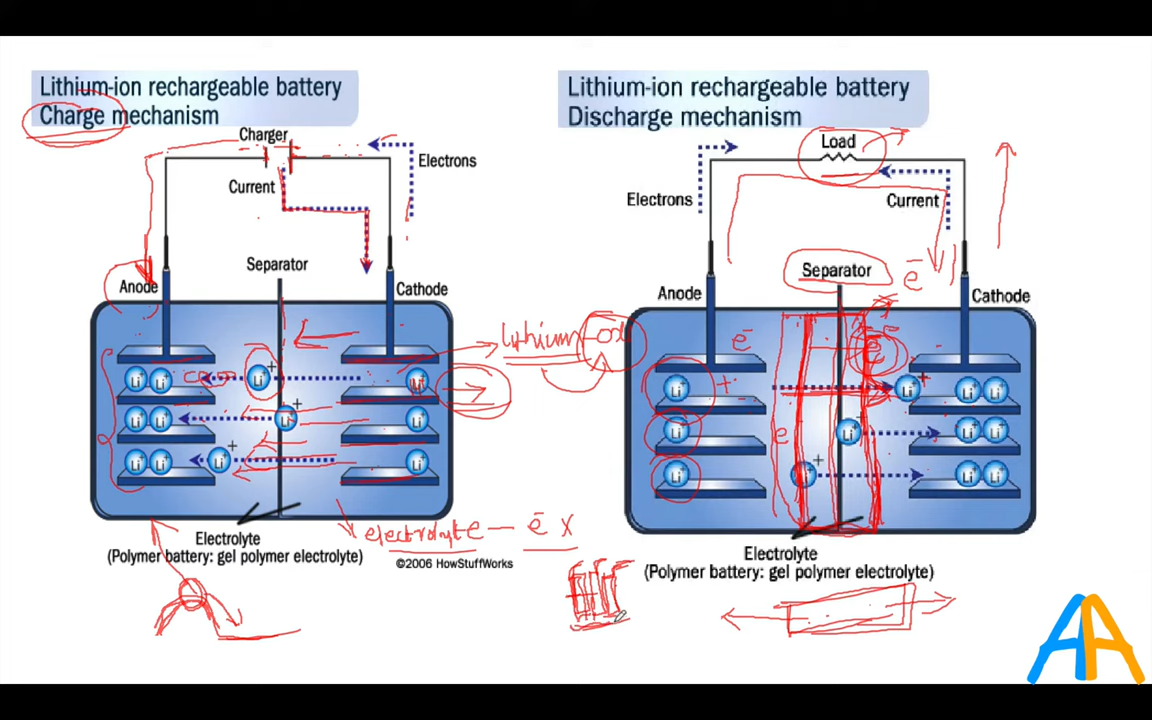 Lithium-ion rechargeable battery
Charge mechanism
Charger
Electrons
Current
Separator
Anode
Cathode
Lithium - 
carbon
Li+
Li+
Li+
Li Li
Li Li
Li Li
Li
Li
Li
electrolyte — e- x
Electrolyte
(Polymer battery: gel polymer electrolyte)
©2006 HowStuffWorks
Lithium-ion rechargeable battery
Discharge mechanism
Load
Electrons
Current
Separator
e-
Anode
Cathode
e-
e-
e
Li+
Li+
Li+
Li+
Li+
Li+
Li Li
Li Li
Li Li
Electrolyte
(Polymer battery: gel polymer electrolyte)
AA